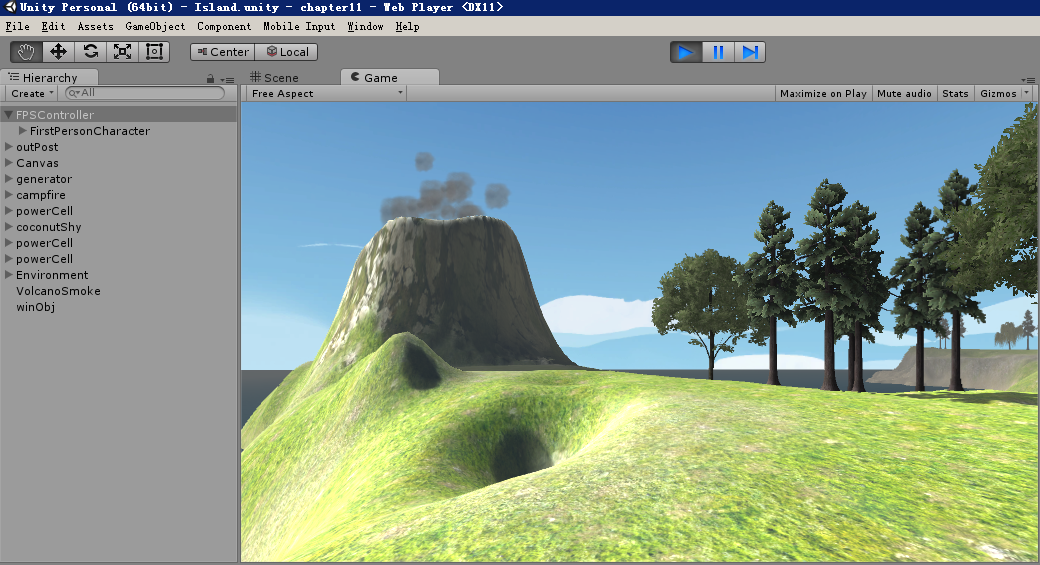 Unity Personal (64bit) - Island.unity - chapter11 - Web Player <DX11>
File Edit Assets GameObject Component Mobile Input Window Help
Center Local
Hierarchy Scene Game
Create All Free Aspect Maximize on Play Mute audio Stats Gizmos
FPSController
FirstPersonCharacter
outPost
Canvas
generator
campfire
powerCell
coconutShy
powerCell
powerCell
Environment
VolcanoSmoke
winObj